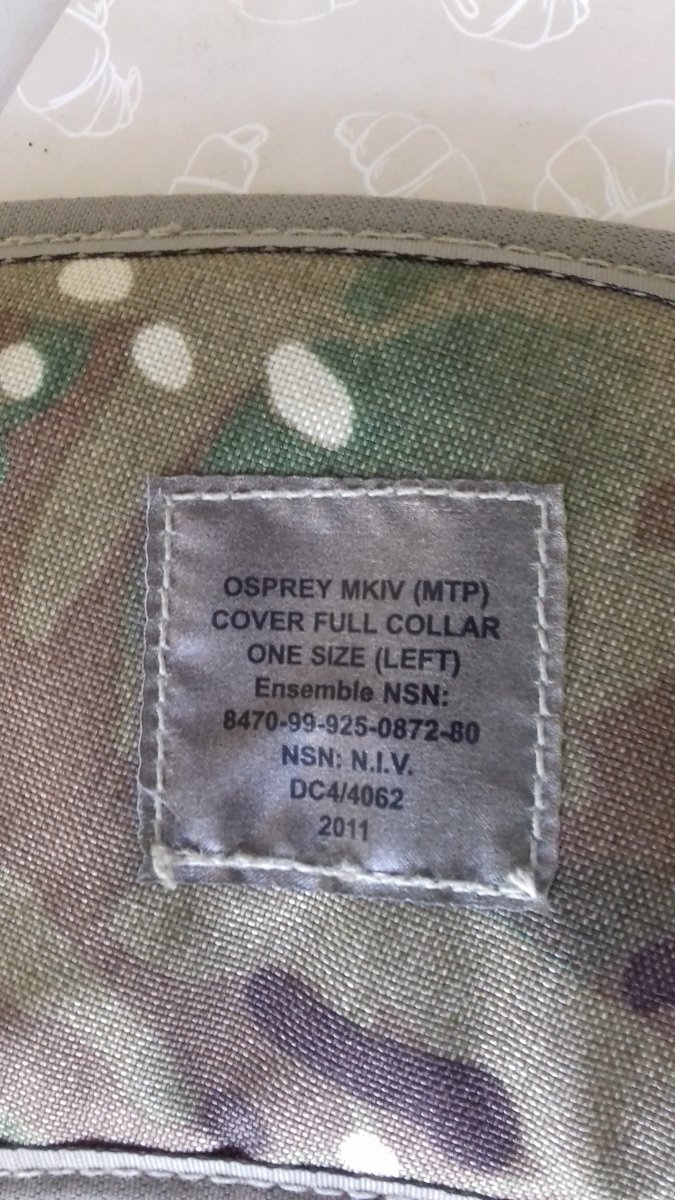 OSPREY MKIV (MTP)
COVER FULL COLLAR
ONE SIZE (LEFT)
Ensemble NSN:
8470-99-925-0872-80
NSN: N.I.V.
DC4/4062
2011